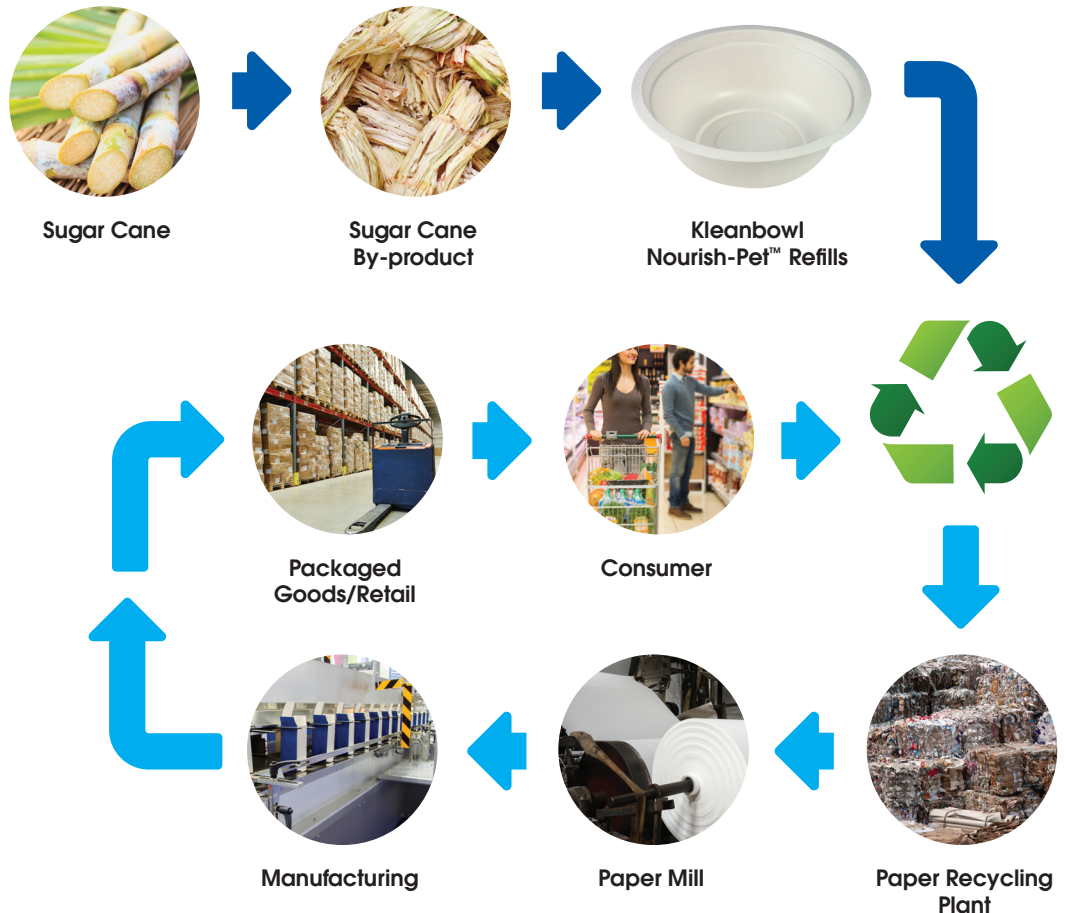 Sugar Cane
Sugar Cane
By-product
Kleanbowl
Nourish-Pet™ Refills
Packaged
Goods/Retail
Consumer
Manufacturing
Paper Mill
Paper Recycling
Plant